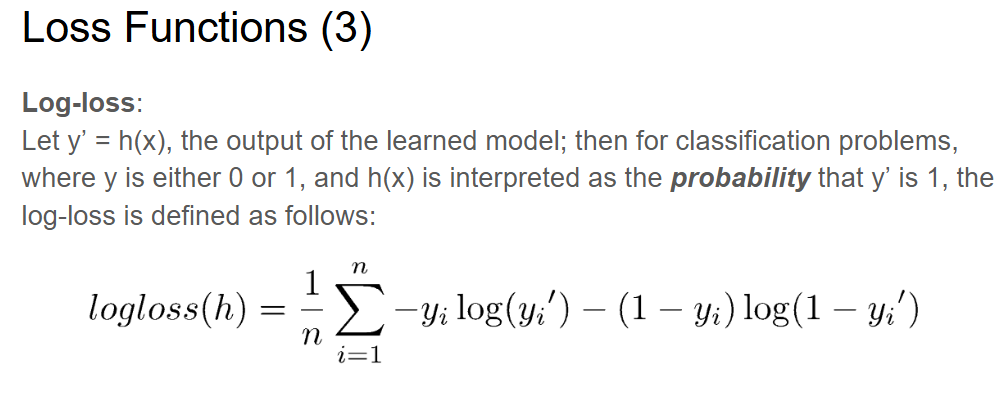 Loss Functions (3)
Log-loss:
Let y’ = h(x), the output of the learned model; then for classification problems,
where y is either 0 or 1, and h(x) is interpreted as the probability that y’ is 1, the
log-loss is defined as follows:
logloss(h) = \frac{1}{n} \sum_{i=1}^{n} -y_i \log(y_i') - (1 - y_i) \log(1 - y_i')